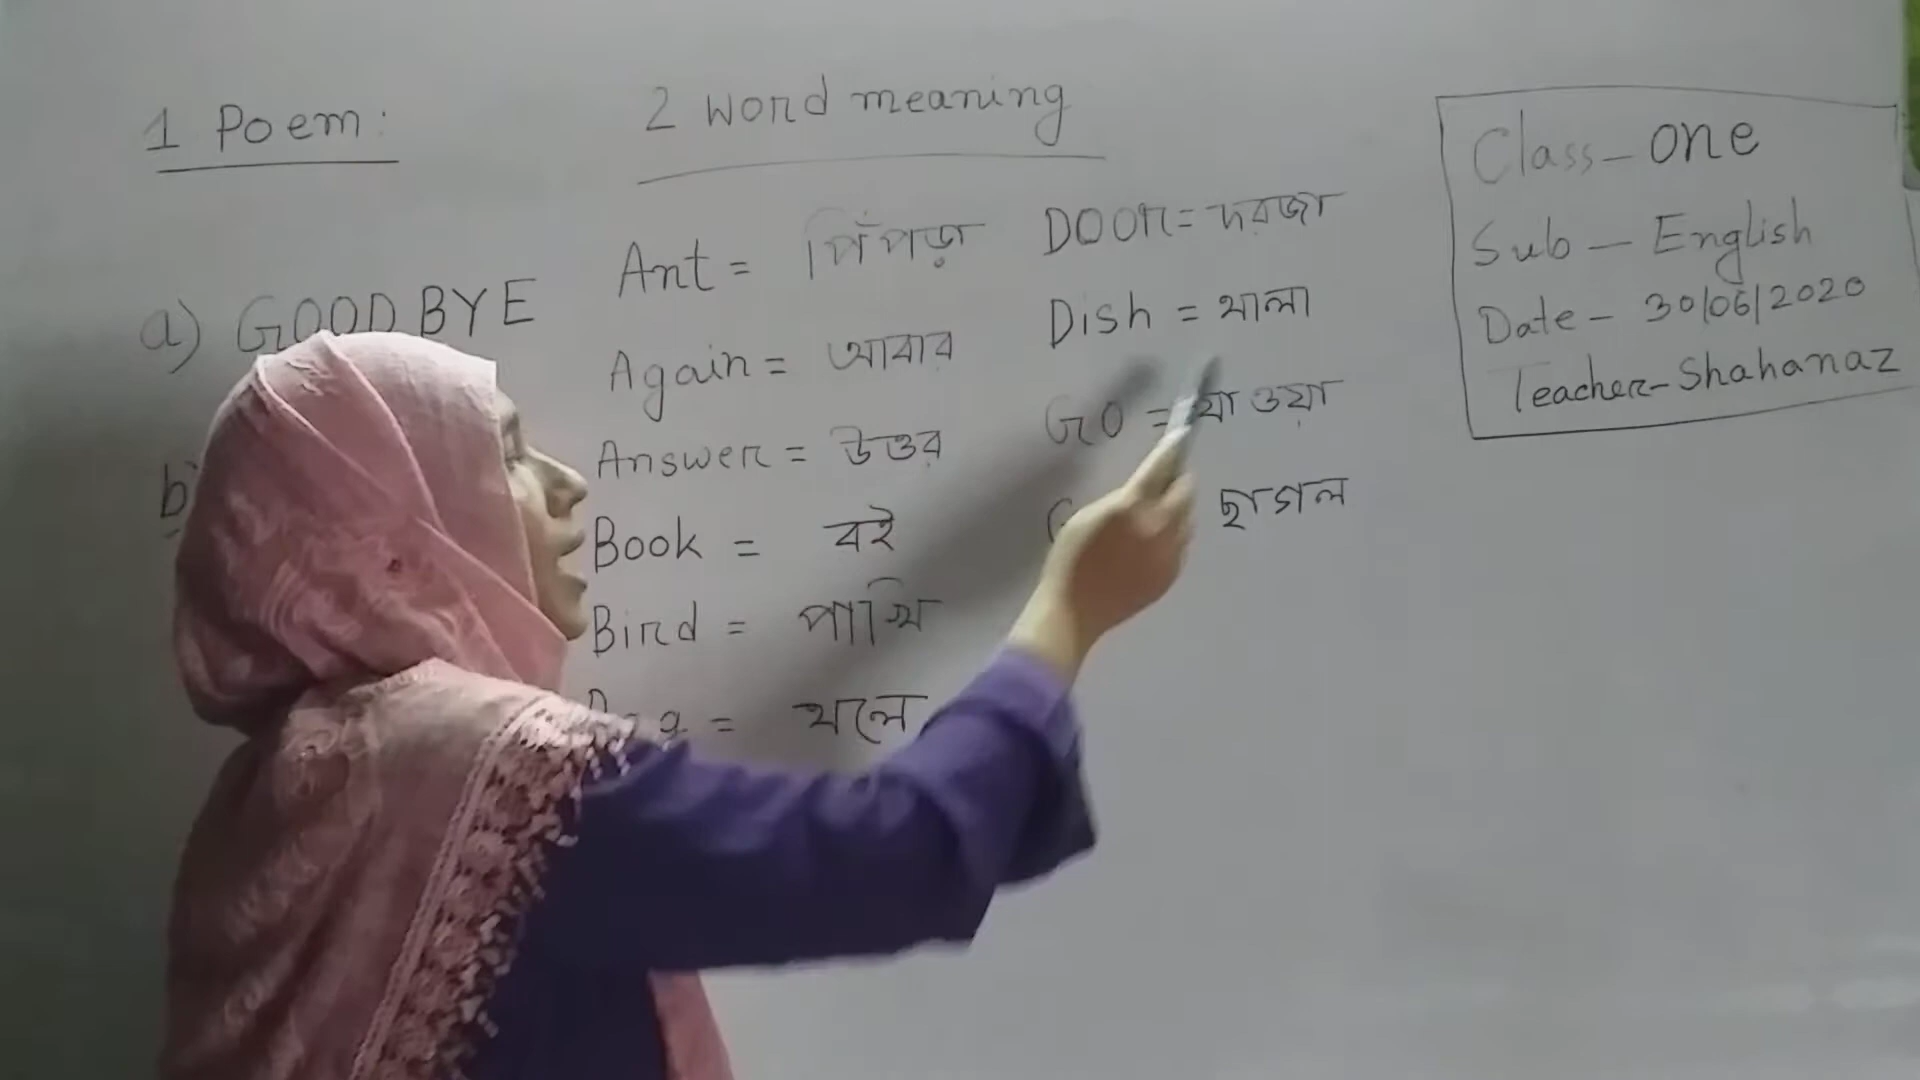 1 Poem:
a) GOOD BYE
b)
2 Word meaning
Ant = পিঁপড়া
Again = আবার
Answer = উত্তর
Book = বই
Bird = পাখি
= থলে
Door = দরজা
Dish = থালা
Go = যাওয়া
ছাগল
Class - one
Sub - English
Date - 30/06/2020
Teacher - Shahanaz